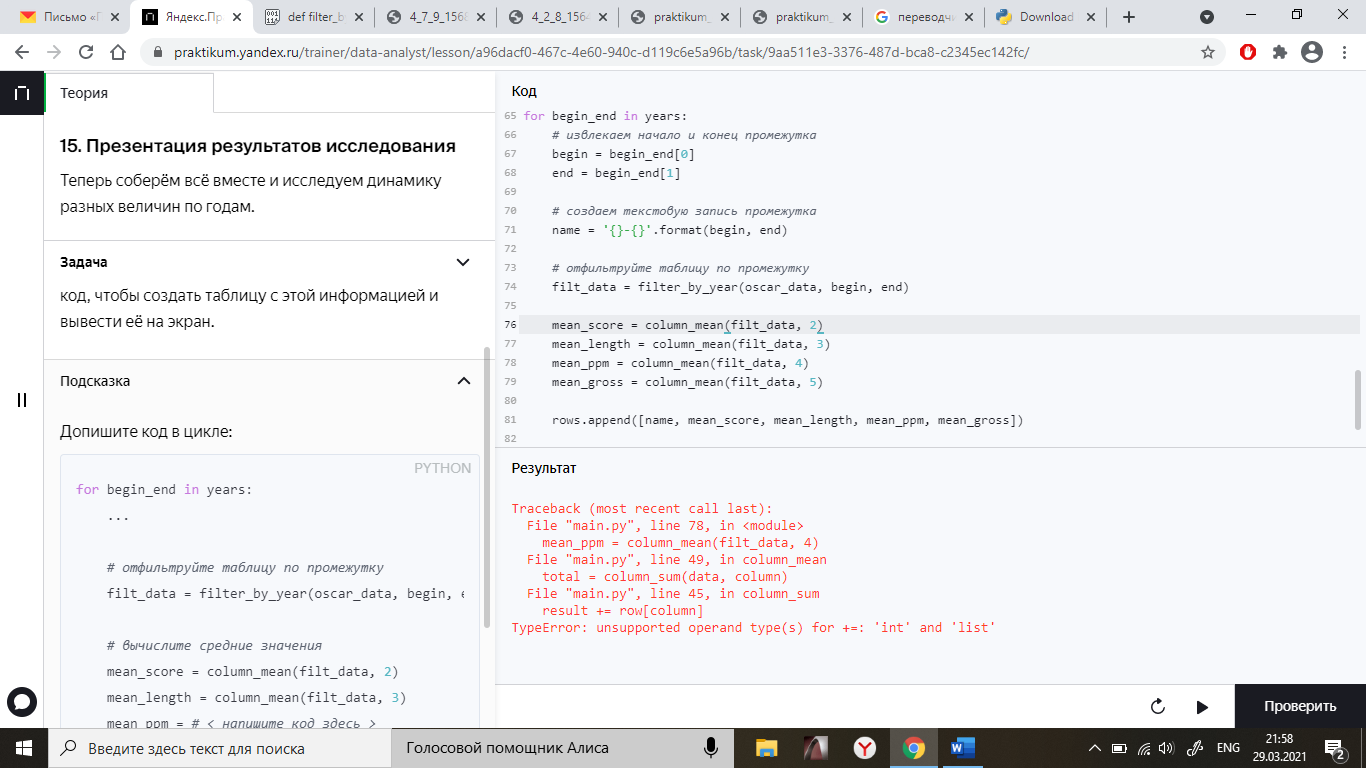 Письмо «Г
Яндекс.Пр
def filter_b
4_7_9_1568
4_2_8_1564
praktikum_
praktikum_
переводчи
Download
praktikum.yandex.ru/trainer/data-analyst/lesson/a96dacf0-467c-4e60-940c-d119c6e5a96b/task/9aa511e3-3376-487d-bca8-c2345ec142fc/
Теория
15. Презентация результатов исследования
Теперь соберём всё вместе и исследуем динамику
разных величин по годам.
Задача
код, чтобы создать таблицу с этой информацией и
вывести её на экран.
Подсказка
Допишите код в цикле:
PYTHON
for begin_end in years:
...
# отфильтруйте таблицу по промежутку
filt_data = filter_by_year(oscar_data, begin, e
# вычислите средние значения
mean_score = column_mean(filt_data, 2)
mean_length = column_mean(filt_data, 3)
mean_ppm = # < напишите код здесь >
Код
65 for begin_end in years:
66 # извлекаем начало и конец промежутка
67 begin = begin_end[0]
68 end = begin_end[1]
69
70 # создаем текстовую запись промежутка
71 name = '{}-{}'.format(begin, end)
72
73 # отфильтруйте таблицу по промежутку
74 filt_data = filter_by_year(oscar_data, begin, end)
75
76 mean_score = column_mean(filt_data, 2)
77 mean_length = column_mean(filt_data, 3)
78 mean_ppm = column_mean(filt_data, 4)
79 mean_gross = column_mean(filt_data, 5)
80
81 rows.append([name, mean_score, mean_length, mean_ppm, mean_gross])
82
Результат
Traceback (most recent call last):
File "main.py", line 78, in <module>
mean_ppm = column_mean(filt_data, 4)
File "main.py", line 49, in column_mean
total = column_sum(data, column)
File "main.py", line 45, in column_sum
result += row[column]
TypeError: unsupported operand type(s) for +=: 'int' and 'list'
Проверить
Введите здесь текст для поиска
Голосовой помощник Алиса
ENG
21:58
29.03.2021
2